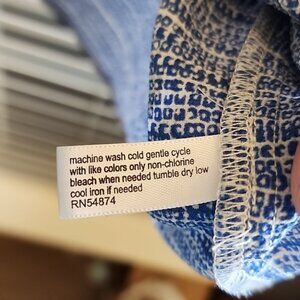 machine wash cold gentle cycle
with like colors only non-chlorine
bleach when needed tumble dry low
cool iron if needed
RN54874